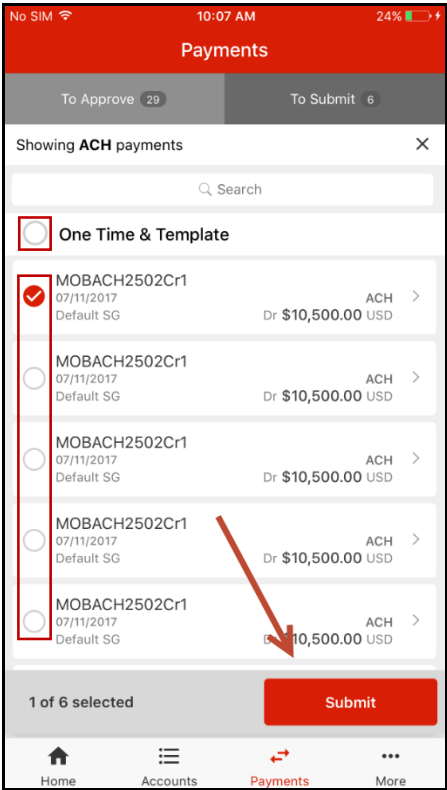 No SIM 10:07 AM 24%
Payments
To Approve 29 To Submit 6
Showing ACH payments
Search
One Time & Template
MOBACH2502Cr1
07/11/2017 ACH
Default SG Dr $10,500.00 USD
MOBACH2502Cr1
07/11/2017 ACH
Default SG Dr $10,500.00 USD
MOBACH2502Cr1
07/11/2017 ACH
Default SG Dr $10,500.00 USD
MOBACH2502Cr1
07/11/2017 ACH
Default SG Dr $10,500.00 USD
MOBACH2502Cr1
07/11/2017 ACH
Default SG $10,500.00 USD
1 of 6 selected Submit
Home Accounts Payments More